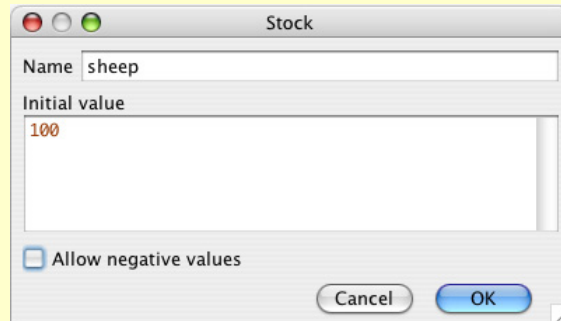 Stock
Name sheep
Initial value
100
Allow negative values
Cancel OK